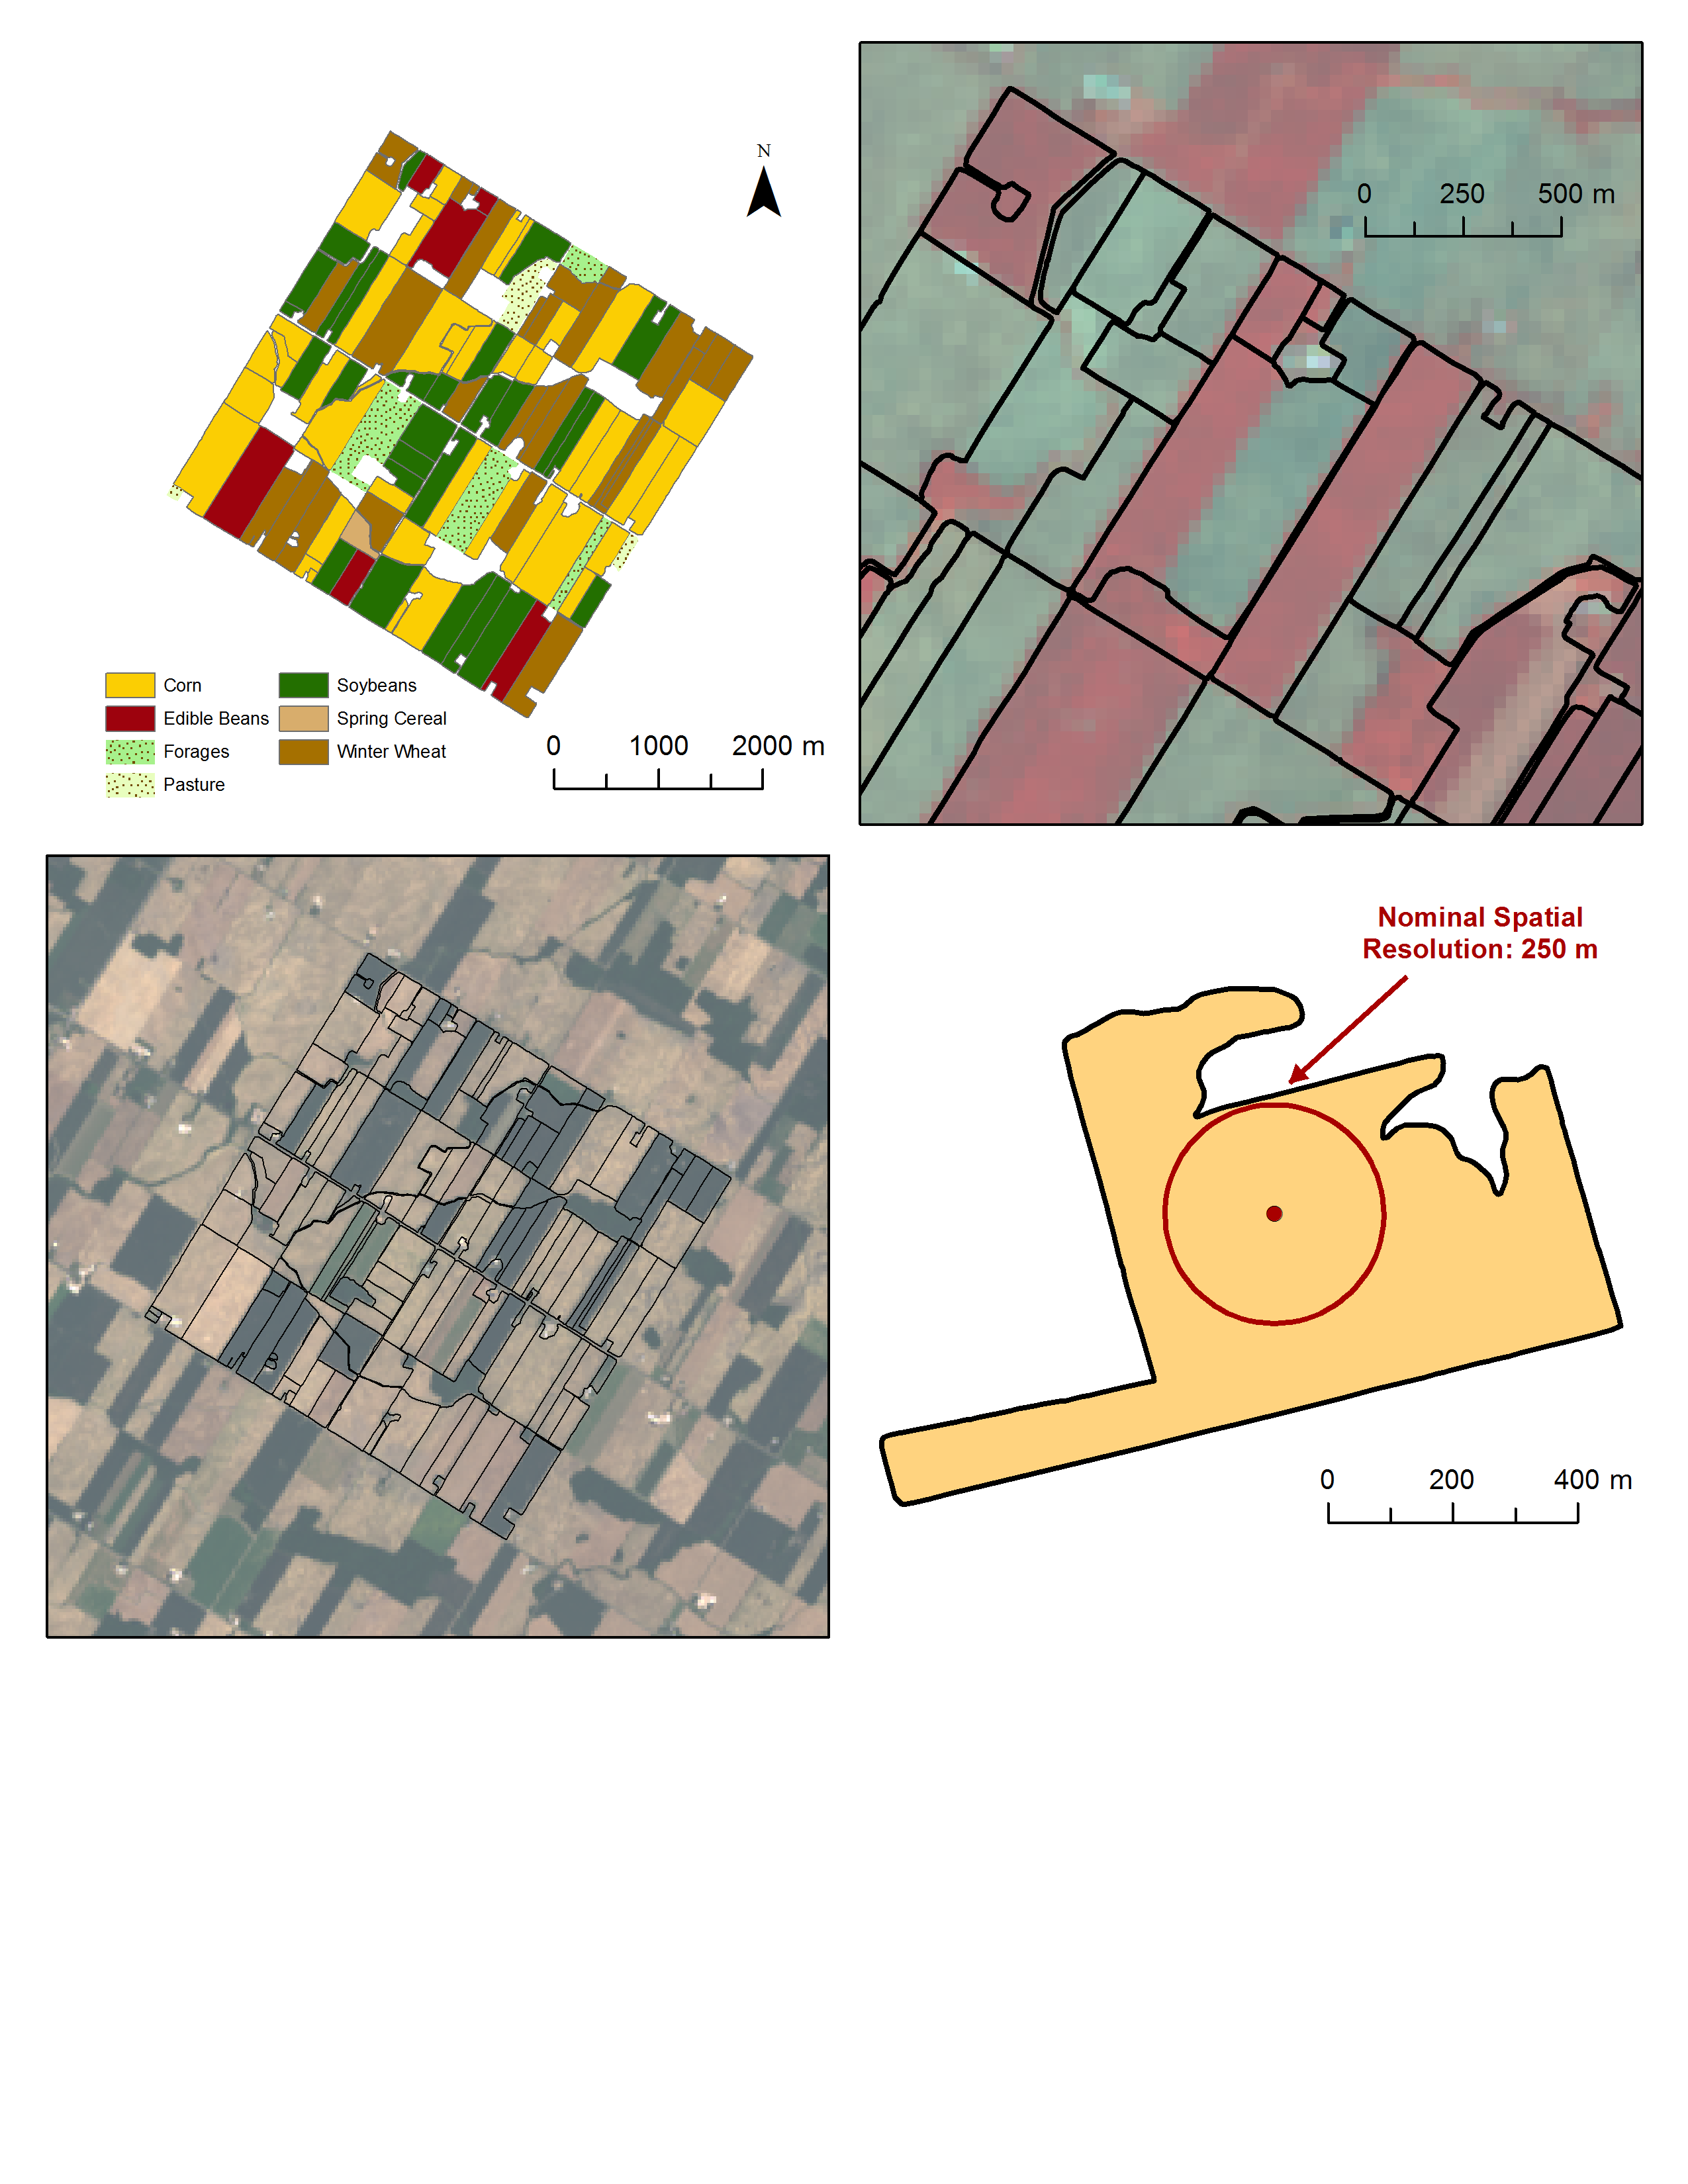 N
Corn
Edible Beans
Forages
Pasture
Soybeans
Spring Cereal
Winter Wheat
0 1000 2000 m
0 250 500 m
Nominal Spatial
Resolution: 250 m
0 200 400 m